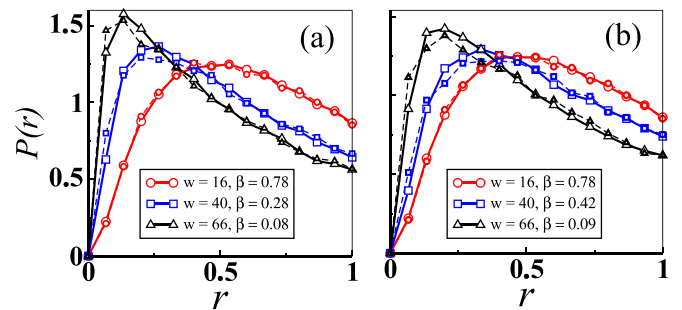 1.5
1
0.5
0
P(r)
(a)
w = 16, β = 0.78
w = 40, β = 0.28
w = 66, β = 0.08
0
0.5
1
r
(b)
w = 16, β = 0.78
w = 40, β = 0.42
w = 66, β = 0.09
0
0.5
1
r